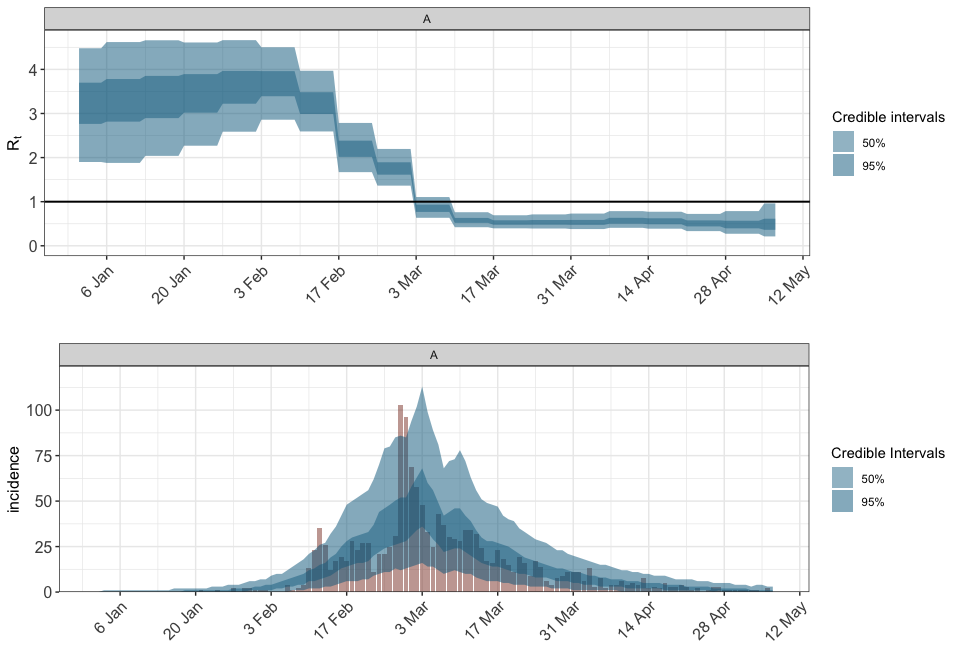 A
Rt
4
3
2
1
0
6 Jan
20 Jan
3 Feb
17 Feb
3 Mar
17 Mar
31 Mar
14 Apr
28 Apr
12 May
Credible intervals
50%
95%
A
incidence
100
75
50
25
0
6 Jan
20 Jan
3 Feb
17 Feb
3 Mar
17 Mar
31 Mar
14 Apr
28 Apr
12 May
Credible Intervals
50%
95%